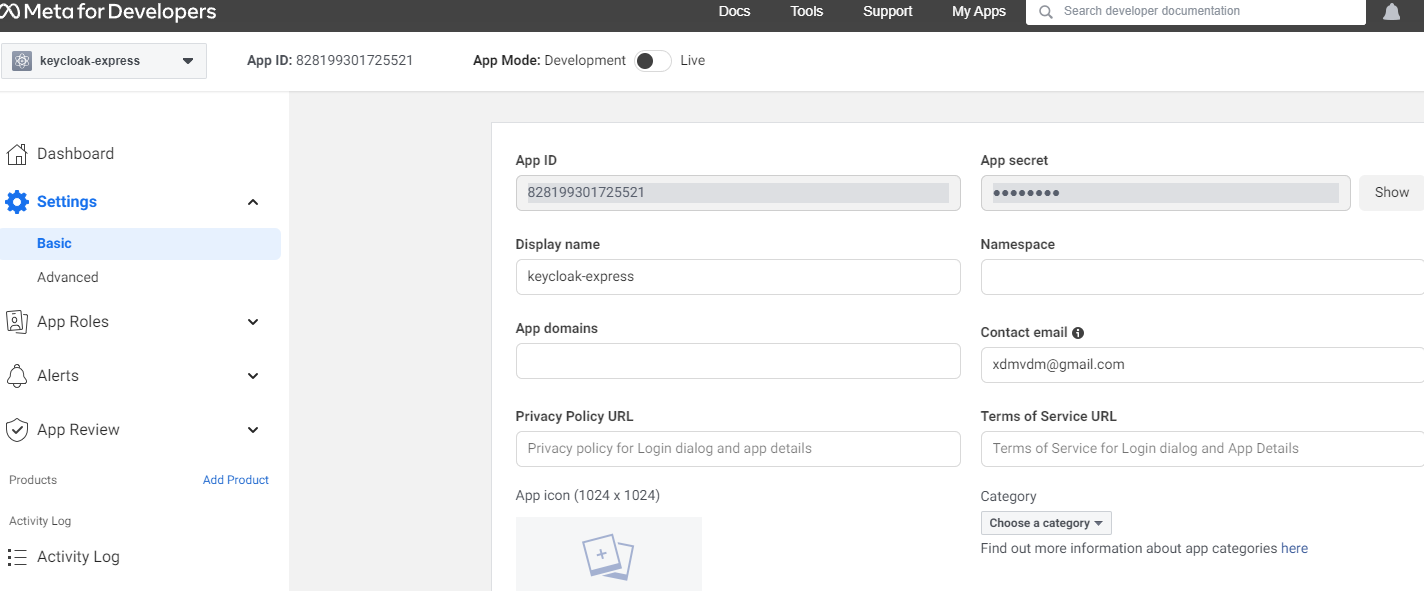 Meta for Developers
Docs Tools Support My Apps Search developer documentation
keycloak-express App ID: 828199301725521 App Mode: Development Live
Dashboard
Settings
Basic
Advanced
App Roles
Alerts
App Review
Products Add Product
Activity Log
Activity Log
App ID
828199301725521
App secret
●●●●●●●●
Show
Display name
keycloak-express
Namespace
App domains
Contact email
xdmvdm@gmail.com
Privacy Policy URL
Privacy policy for Login dialog and app details
Terms of Service URL
Terms of Service for Login dialog and App Details
App icon (1024 x 1024)
Category
Choose a category
Find out more information about app categories here